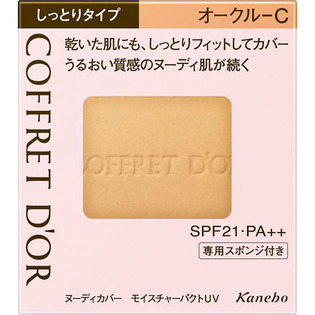 しっとりタイプ
オークル−C
COFFRET D'OR
乾いた肌にも、しっとりフィットしてカバー
うるおい質感のヌーディ肌が続く
COFFRET D'OR
SPF21・PA++
専用スポンジ付き
ヌーディカバー モイスチャーパクトUV
Kanebo